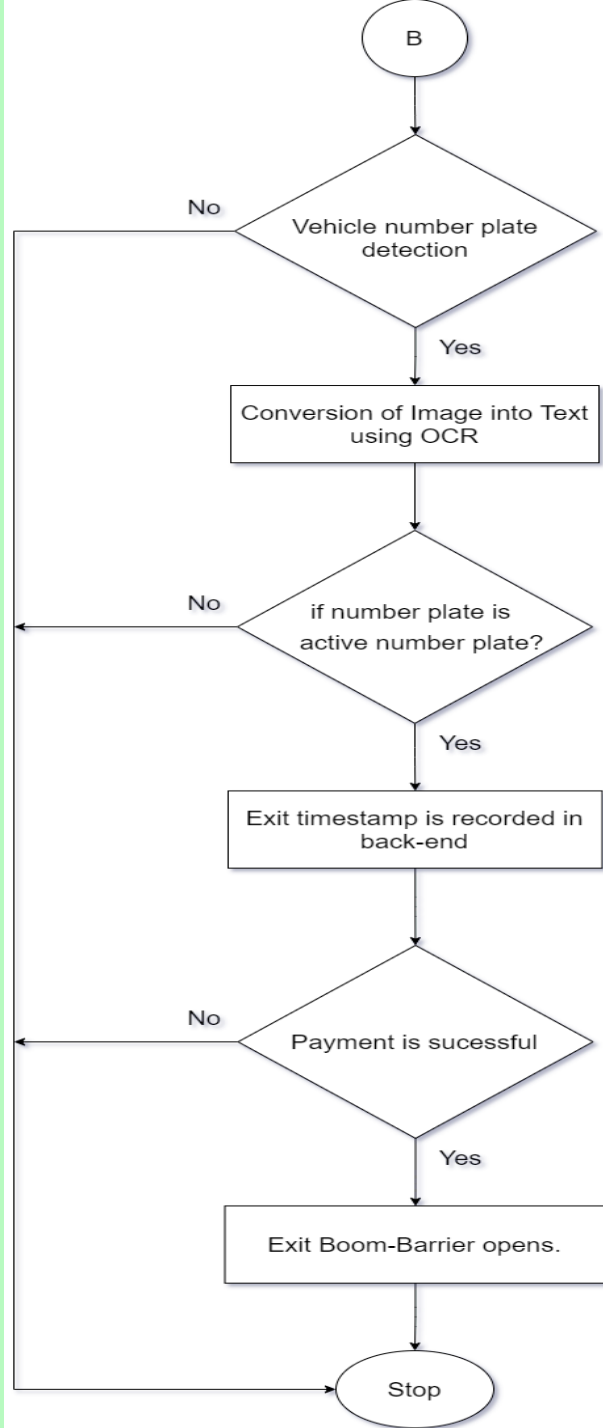 B
No
Vehicle number plate
detection
Yes
Conversion of Image into Text
using OCR
No
if number plate is
active number plate?
Yes
Exit timestamp is recorded in
back-end
No
Payment is sucessful
Yes
Exit Boom-Barrier opens.
Stop